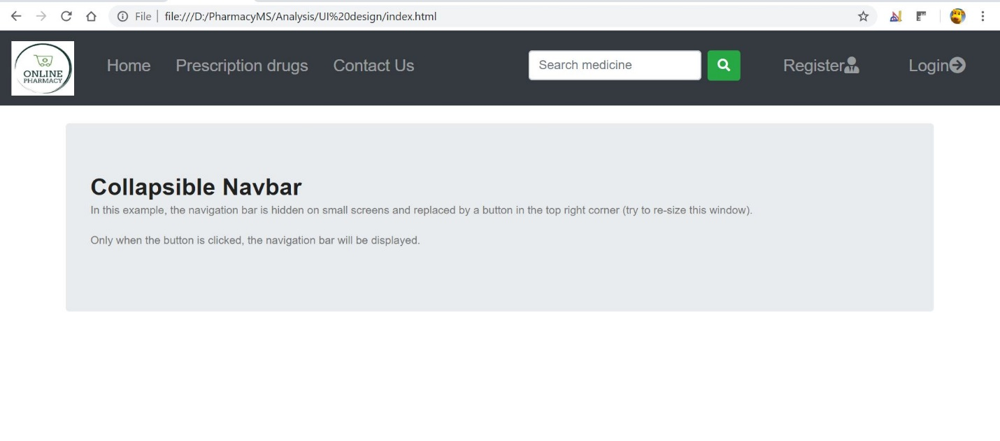 File
file:///D:/PharmacyMS/Analysis/UI%20design/index.html
ONLINE
PHARMACY
Home Prescription drugs Contact Us Search medicine Register Login
Collapsible Navbar
In this example, the navigation bar is hidden on small screens and replaced by a button in the top right corner (try to re-size this window).
Only when the button is clicked, the navigation bar will be displayed.